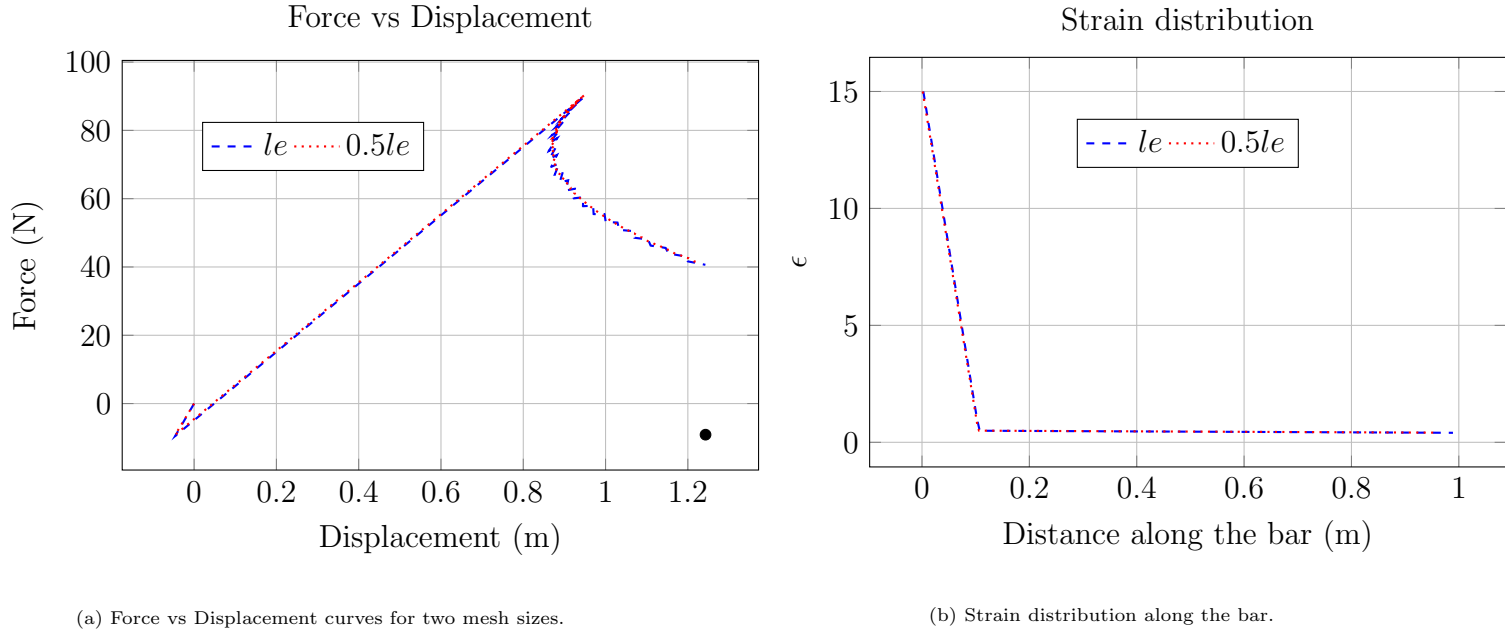 Force vs Displacement
100
80
60
40
20
0
0 0.2 0.4 0.6 0.8 1 1.2
Force (N)
Displacement (m)
le 0.5le
(a) Force vs Displacement curves for two mesh sizes.
Strain distribution
15
10
5
0
0 0.2 0.4 0.6 0.8 1
ϵ
Distance along the bar (m)
le 0.5le
(b) Strain distribution along the bar.